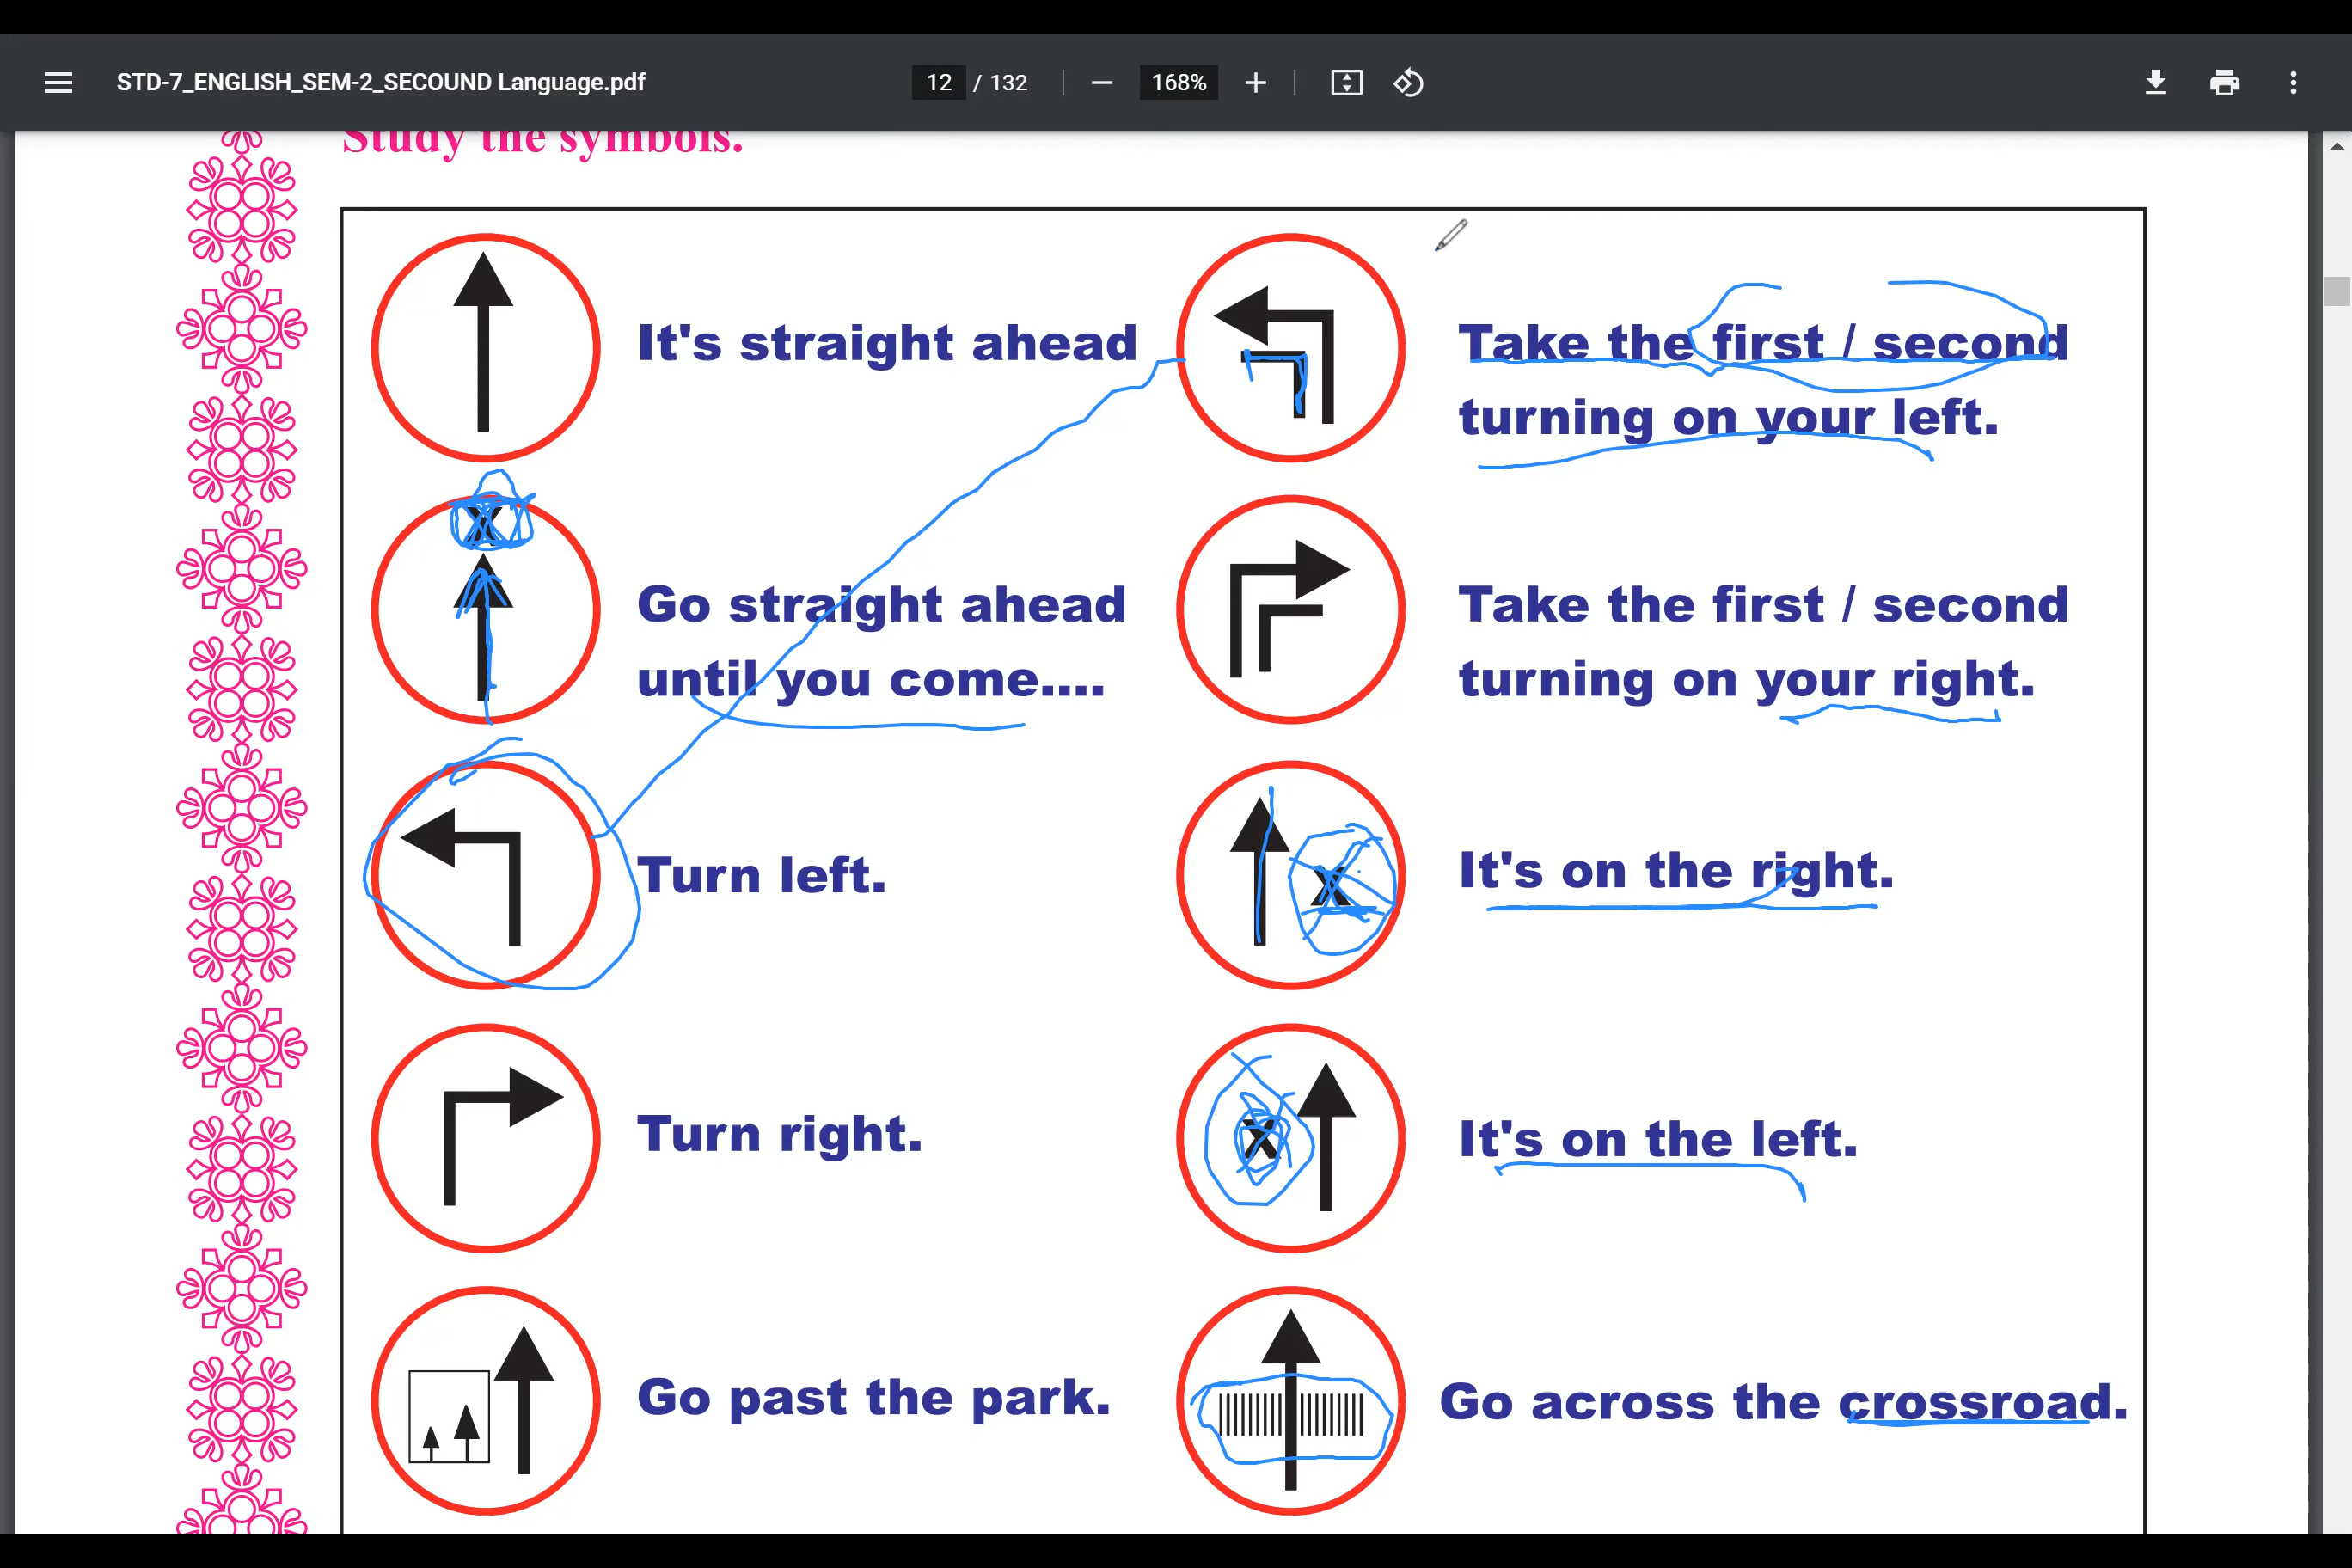 STD-7_ENGLISH_SEM-2_SECOUND Language.pdf
12 / 132
168%
Study the symbols.
It's straight ahead
Take the first / second
turning on your left.
X
Go straight ahead
until you come....
Take the first / second
turning on your right.
Turn left.
X
It's on the right.
Turn right.
X
It's on the left.
Go past the park.
Go across the crossroad.